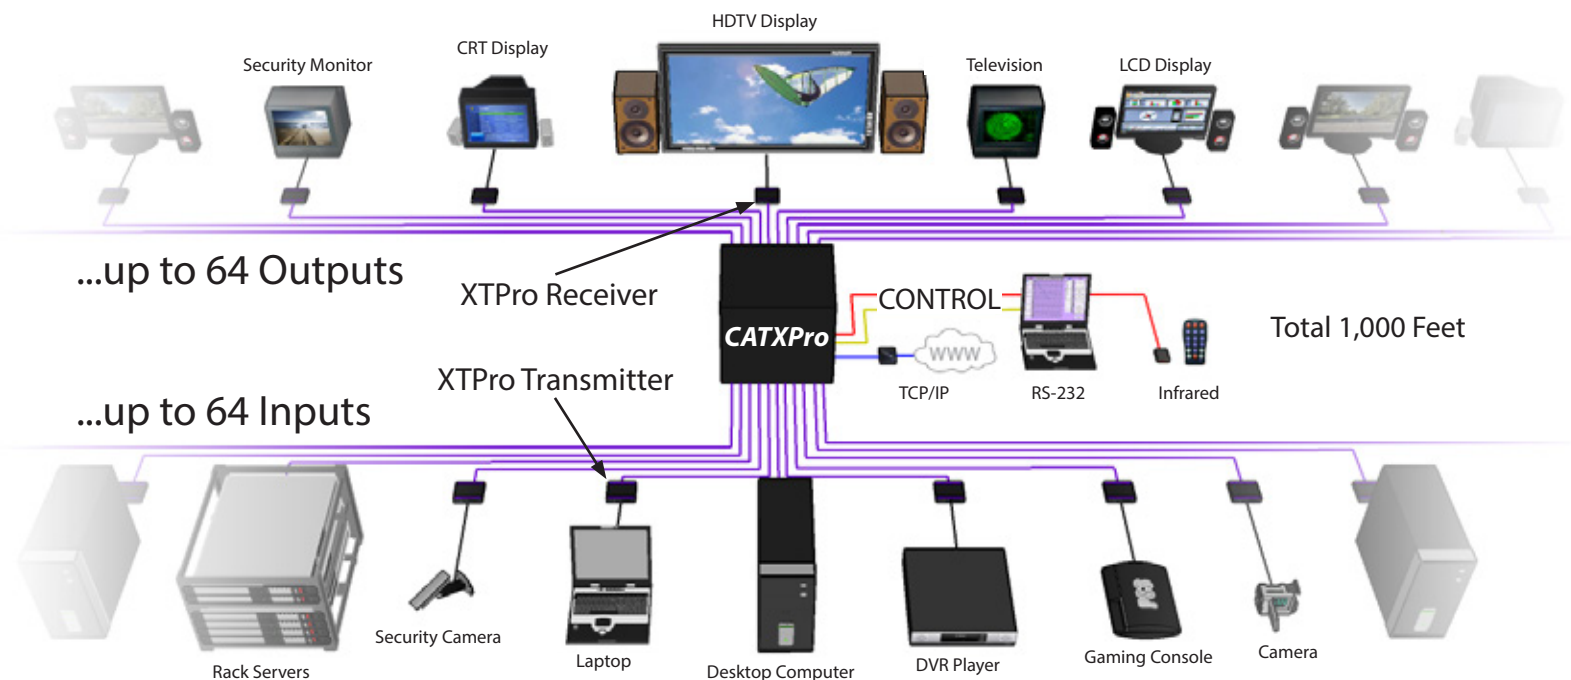 HDTV Display
CRT Display
Security Monitor
Television
LCD Display
...up to 64 Outputs
XTPro Receiver
CONTROL
CATXPro
WWW
Total 1,000 Feet
TCP/IP
RS-232
Infrared
XTPro Transmitter
...up to 64 Inputs
Rack Servers
Security Camera
Laptop
Desktop Computer
DVR Player
Gaming Console
Camera